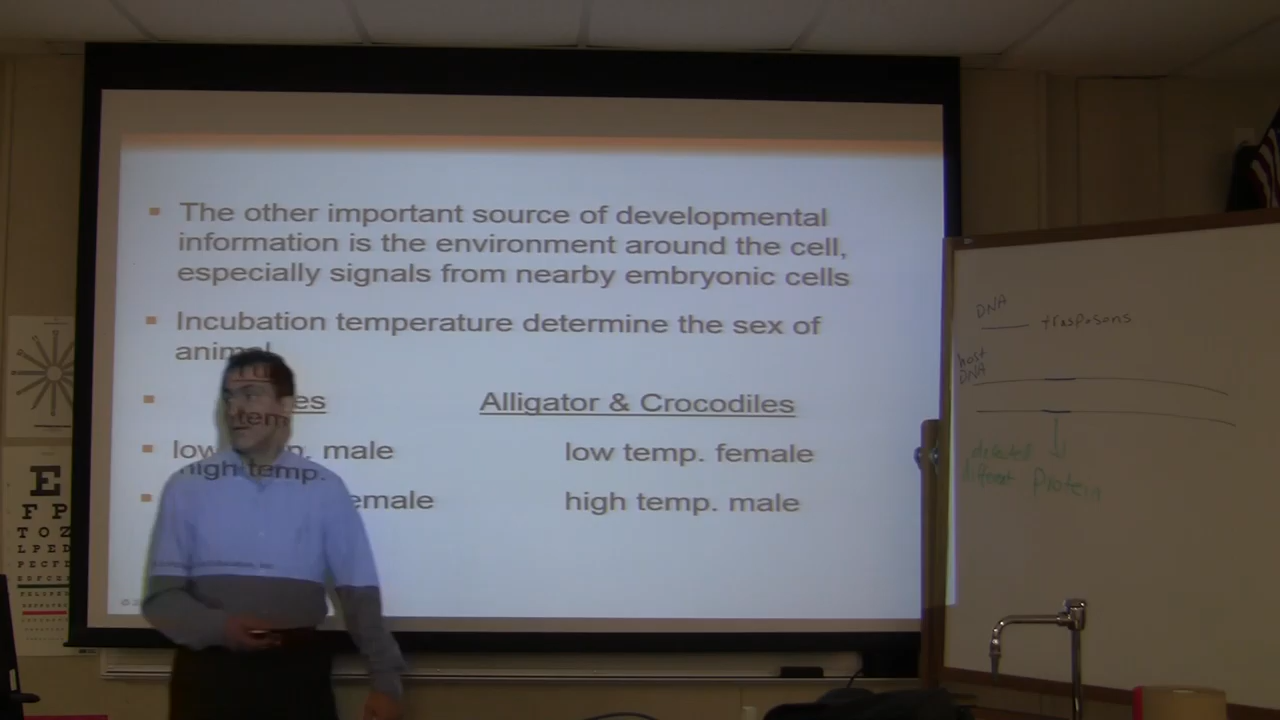 The other important source of developmental
information is the environment around the cell,
especially signals from nearby embryonic cells
Incubation temperature determine the sex of
animal
Alligator & Crocodiles
low temp. male
low temp. female
high temp. female
high temp. male
DNA
trasposons
host
DNA
different protein
E
F P
T O Z
L P E D
P E C F D